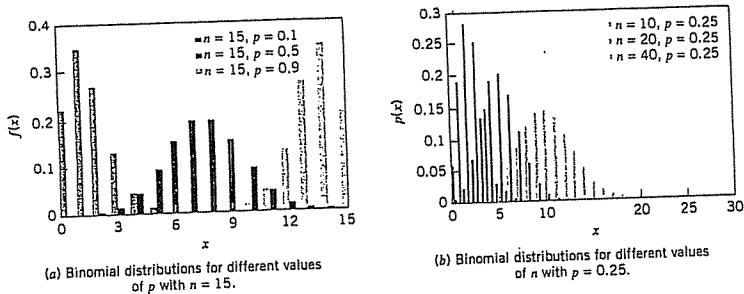 0.4
0.3
0.2
0.1
0
f(x)
n = 15, p = 0.1
n = 15, p = 0.5
n = 15, p = 0.9
0 3 6 9 12 15
x
(a) Binomial distributions for different values
of p with n = 15.
0.3
0.25
0.2
0.15
0.1
0.05
0
p(x)
n = 10, p = 0.25
n = 20, p = 0.25
n = 40, p = 0.25
0 10 20 30
x
(b) Binomial distributions for different values
of n with p = 0.25.